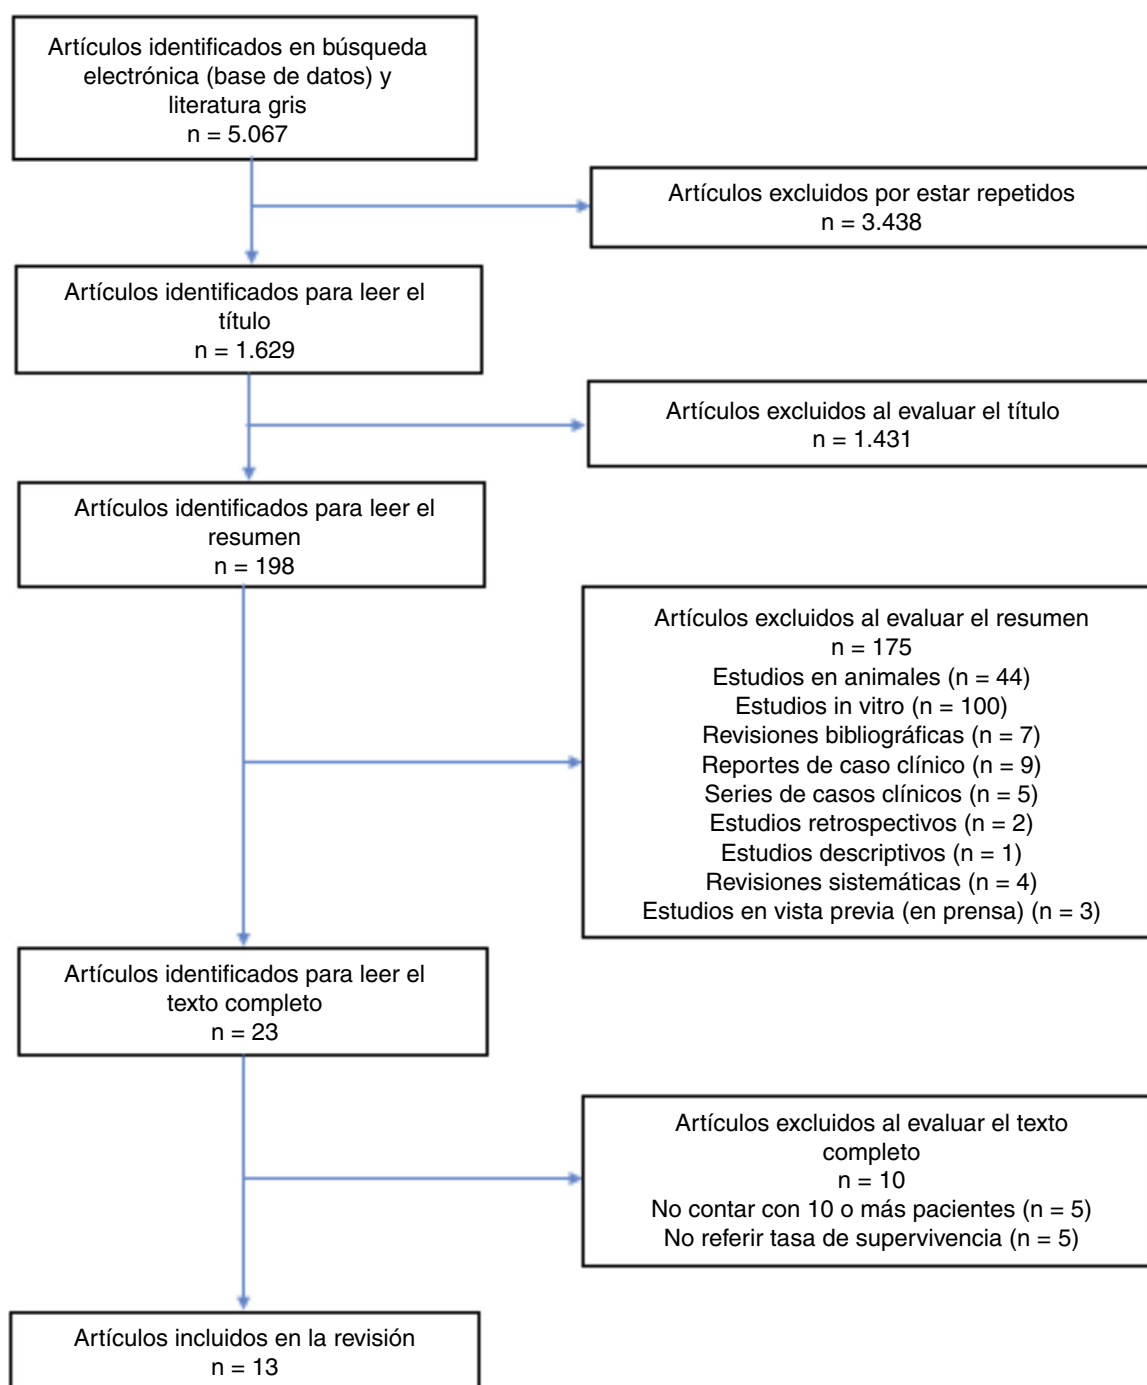 Artículos identificados en búsqueda
electrónica (base de datos) y
literatura gris
n = 5.067
Artículos excluidos por estar repetidos
n = 3.438
Artículos identificados para leer el
título
n = 1.629
Artículos excluidos al evaluar el título
n = 1.431
Artículos identificados para leer el
resumen
n = 198
Artículos excluidos al evaluar el resumen
n = 175
Estudios en animales (n = 44)
Estudios in vitro (n = 100)
Revisiones bibliográficas (n = 7)
Reportes de caso clínico (n = 9)
Series de casos clínicos (n = 5)
Estudios retrospectivos (n = 2)
Estudios descriptivos (n = 1)
Revisiones sistemáticas (n = 4)
Estudios en vista previa (en prensa) (n = 3)
Artículos identificados para leer el
texto completo
n = 23
Artículos excluidos al evaluar el texto
completo
n = 10
No contar con 10 o más pacientes (n = 5)
No referir tasa de supervivencia (n = 5)
Artículos incluidos en la revisión
n = 13